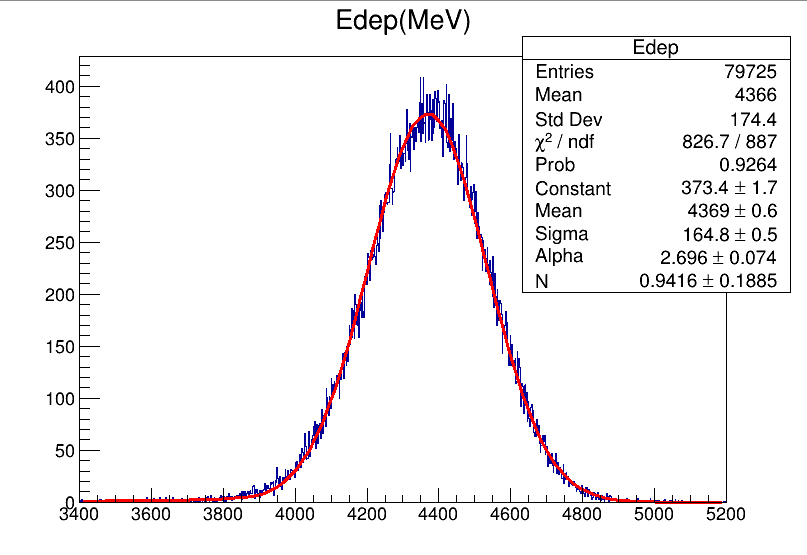 Edep(MeV)
Edep
Entries 79725
Mean 4366
Std Dev 174.4
χ² / ndf 826.7 / 887
Prob 0.9264
Constant 373.4 ± 1.7
Mean 4369 ± 0.6
Sigma 164.8 ± 0.5
Alpha 2.696 ± 0.074
N 0.9416 ± 0.1885
400
350
300
250
200
150
100
50
0
3400 3600 3800 4000 4200 4400 4600 4800 5000 5200